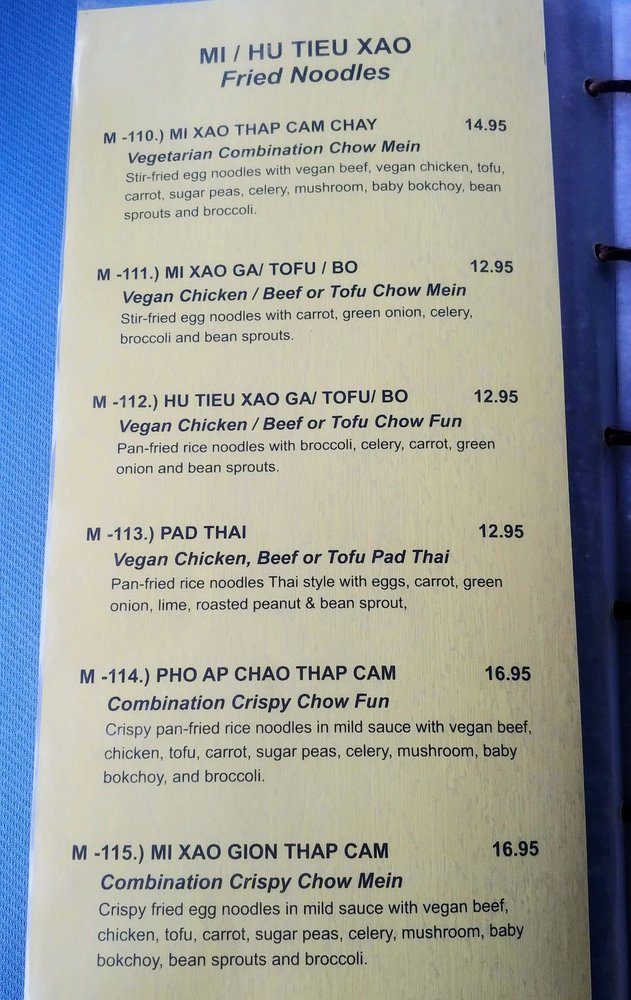 MI / HU TIEU XAO
Fried Noodles
M -110.) MI XAO THAP CAM CHAY 14.95
Vegetarian Combination Chow Mein
Stir-fried egg noodles with vegan beef, vegan chicken, tofu,
carrot, sugar peas, celery, mushroom, baby bokchoy, bean
sprouts and broccoli.
M -111.) MI XAO GA/ TOFU / BO 12.95
Vegan Chicken / Beef or Tofu Chow Mein
Stir-fried egg noodles with carrot, green onion, celery,
broccoli and bean sprouts.
M -112.) HU TIEU XAO GA/ TOFU/ BO 12.95
Vegan Chicken / Beef or Tofu Chow Fun
Pan-fried rice noodles with broccoli, celery, carrot, green
onion and bean sprouts.
M -113.) PAD THAI 12.95
Vegan Chicken, Beef or Tofu Pad Thai
Pan-fried rice noodles Thai style with eggs, carrot, green
onion, lime, roasted peanut & bean sprout,
M -114.) PHO AP CHAO THAP CAM 16.95
Combination Crispy Chow Fun
Crispy pan-fried rice noodles in mild sauce with vegan beef,
chicken, tofu, carrot, sugar peas, celery, mushroom, baby
bokchoy, and broccoli.
M -115.) MI XAO GION THAP CAM 16.95
Combination Crispy Chow Mein
Crispy fried egg noodles in mild sauce with vegan beef,
chicken, tofu, carrot, sugar peas, celery, mushroom, baby
bokchoy, bean sprouts and broccoli.